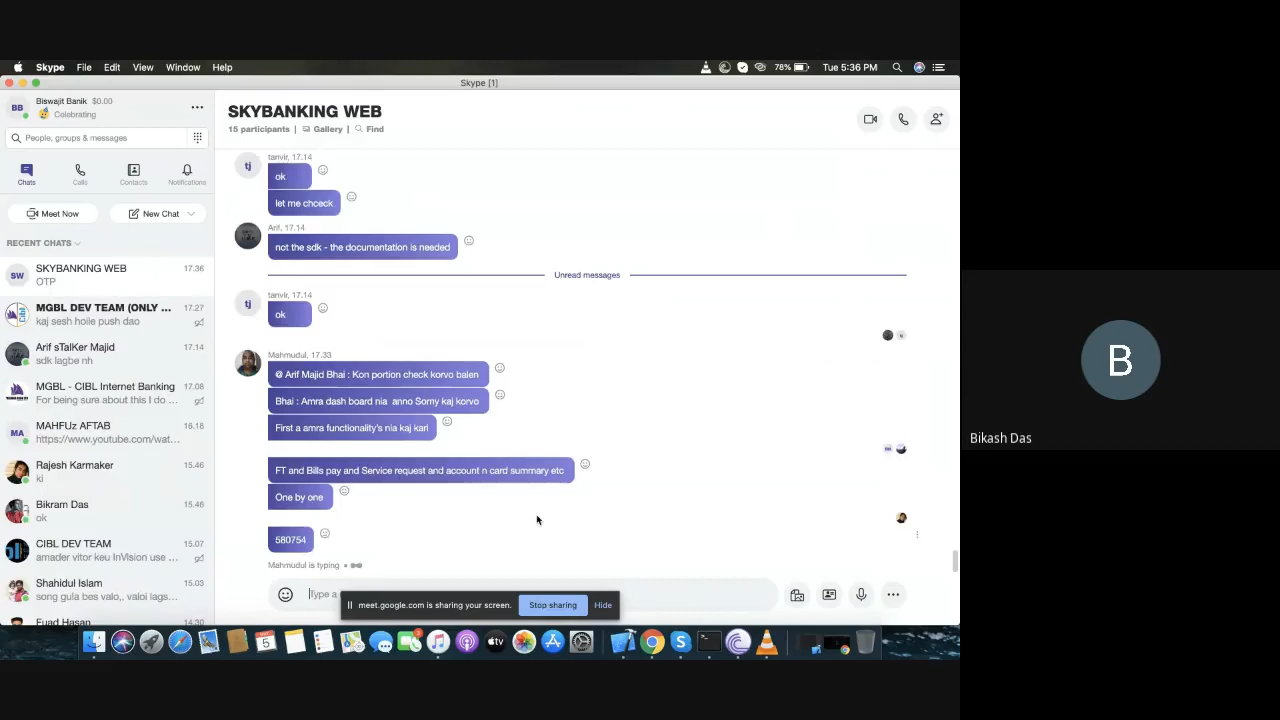 Skype File Edit View Window Help
78% Tue 5:36 PM
Skype [1]
BB Biswajit Banik $0.00
Celebrating
People, groups & messages
Chats Calls Contacts Notifications
Meet Now New Chat
RECENT CHATS
SW SKYBANKING WEB 17.36
OTP
MGBL DEV TEAM (ONLY ... 17.27
kaj sesh hoile push dao
Arif sTalKer Majid 17.14
sdk lagbe nh
MGBL - CIBL Internet Banking 17.08
For being sure about this I do ...
MA MAHFUz AFTAB 16.18
https://www.youtube.com/wat...
Rajesh Karmaker 15.46
ki
Bikram Das 15.46
ok
CIBL DEV TEAM 15.07
amader vitor keu InVision use ...
Shahidul Islam 15.03
song gula bes valo,, valoi lags...
Fuad Hasan 14.30
SKYBANKING WEB
15 participants | Gallery | Find
tanvir, 17.14
tj
ok
let me chceck
Arif, 17.14
not the sdk - the documentation is needed
Unread messages
tanvir, 17.14
tj
ok
Mahmudul, 17.33
@ Arif Majid Bhai : Kon portion check korvo balen
Bhai : Amra dash board nia anno Somy kaj korvo
First a amra functionality's nia kaj kari
FT and Bills pay and Service request and account n card summary etc
One by one
580754
Mahmudul is typing
Type a
meet.google.com is sharing your screen. Stop sharing Hide
5
tv
B
Bikash Das